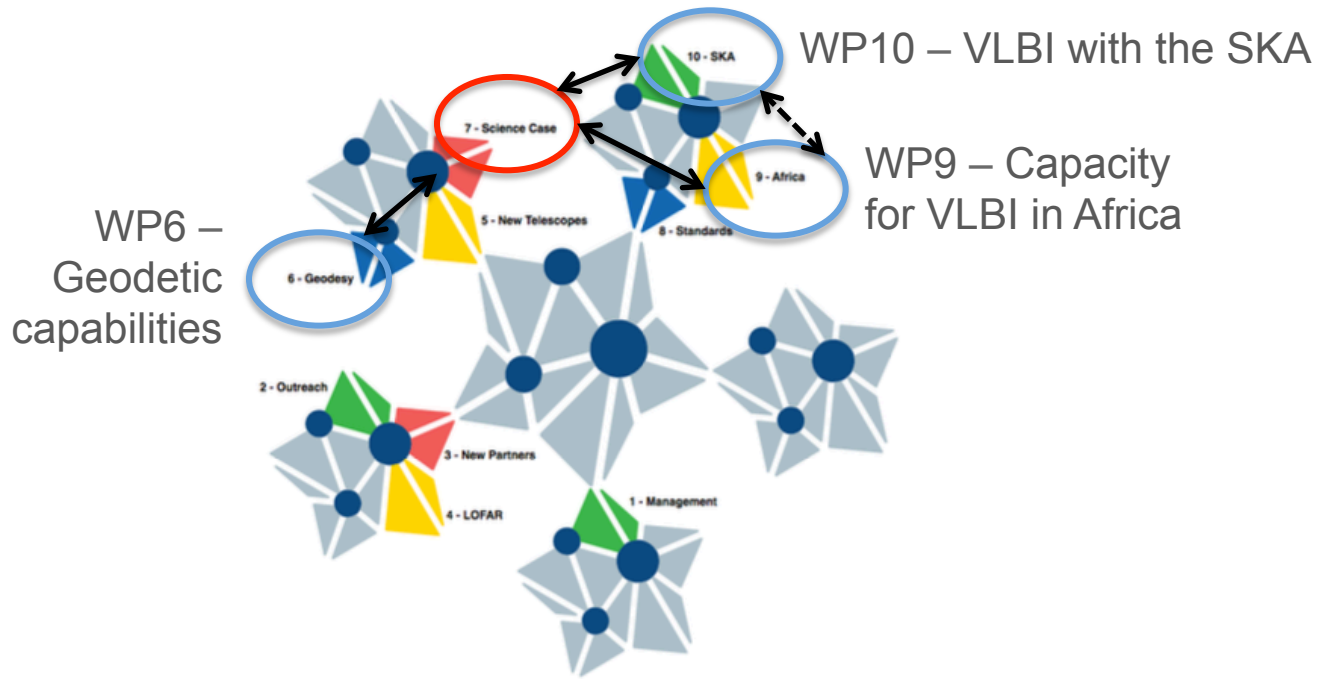 10 - SKA
WP10 – VLBI with the SKA
7 - Science Case
9 - Africa
WP9 – Capacity
for VLBI in Africa
5 - New Telescopes
8 - Standards
WP6 –
Geodetic
capabilities
6 - Geodesy
2 - Outreach
3 - New Partners
4 - LOFAR
1 - Management